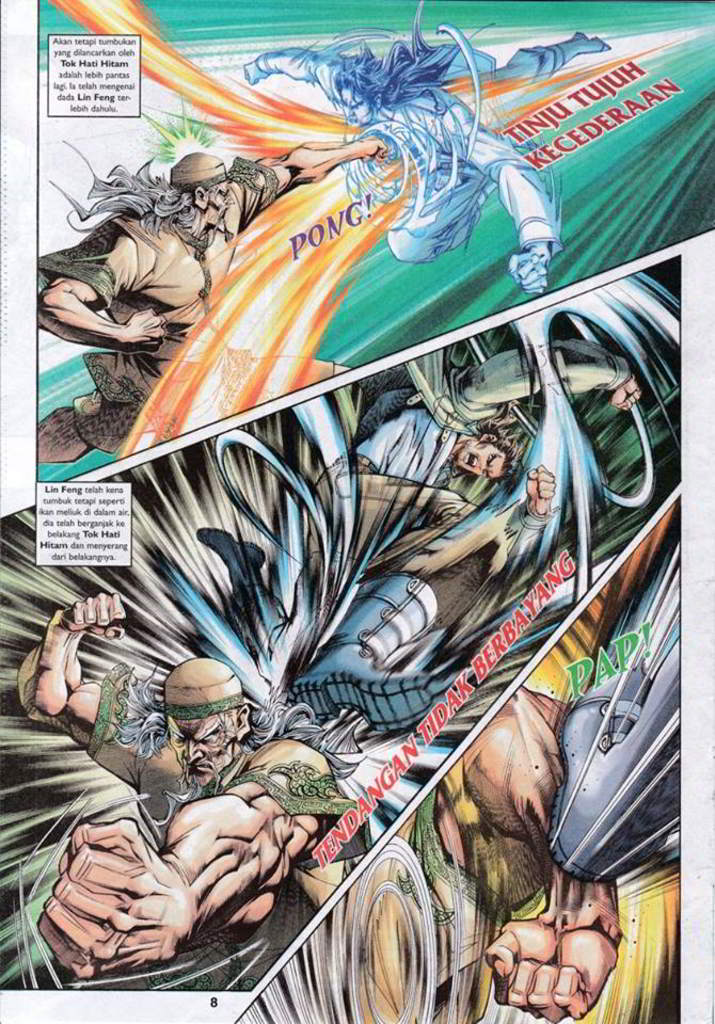 Akan tetapi tumbukan
yang dilancarkan oleh
Tok Hati Hitam
adalah lebih pantas
lagi, Ia telah mengenai
dada Lin Feng ter-
lebih dahulu.
TINJU TUJUH
KECEDERAAN
PONG!
Lin Feng telah kena
tumbuk tetapi seperti
ikan meliuk di dalam air,
dia telah berganjak ke
belakang Tok Hati
Hitam dan menyerang
dari belakangnya.
TENDANGAN TIDAK BERBAYANG
PAP!
8